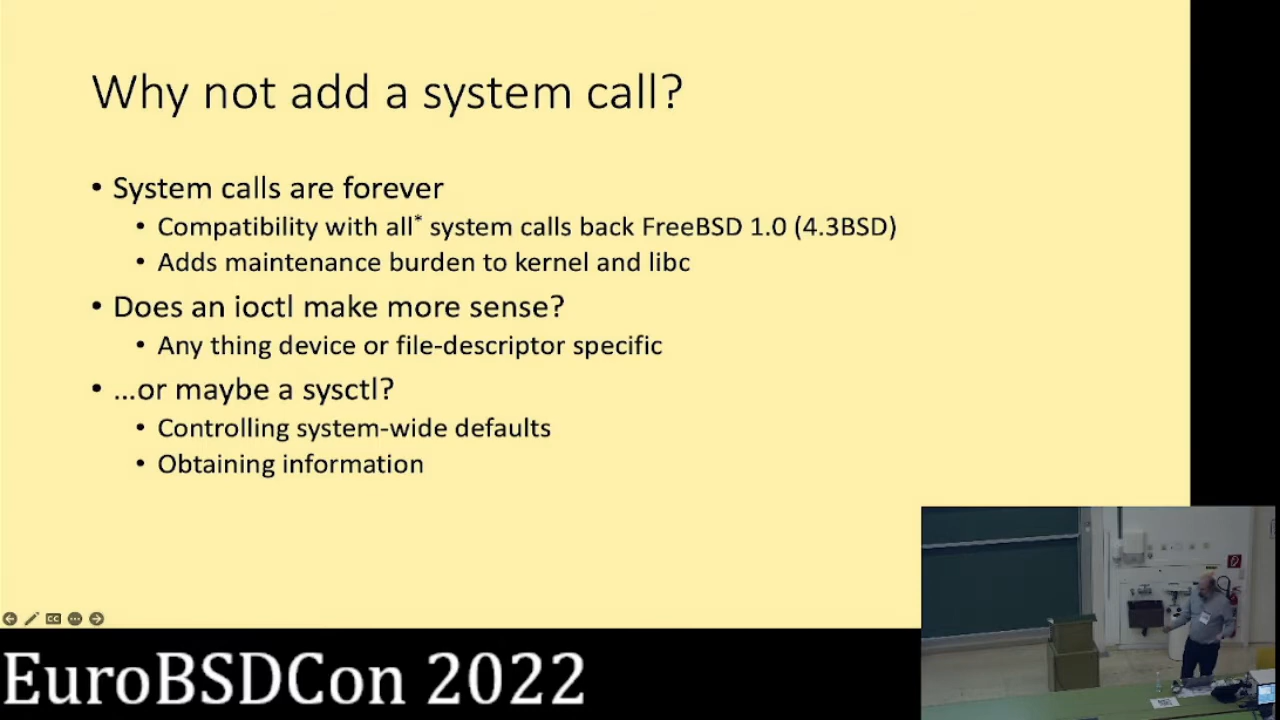 Why not add a system call?
• System calls are forever
• Compatibility with all* system calls back FreeBSD 1.0 (4.3BSD)
• Adds maintenance burden to kernel and libc
• Does an ioctl make more sense?
• Any thing device or file-descriptor specific
• …or maybe a sysctl?
• Controlling system-wide defaults
• Obtaining information
CC
EuroBSDCon 2022